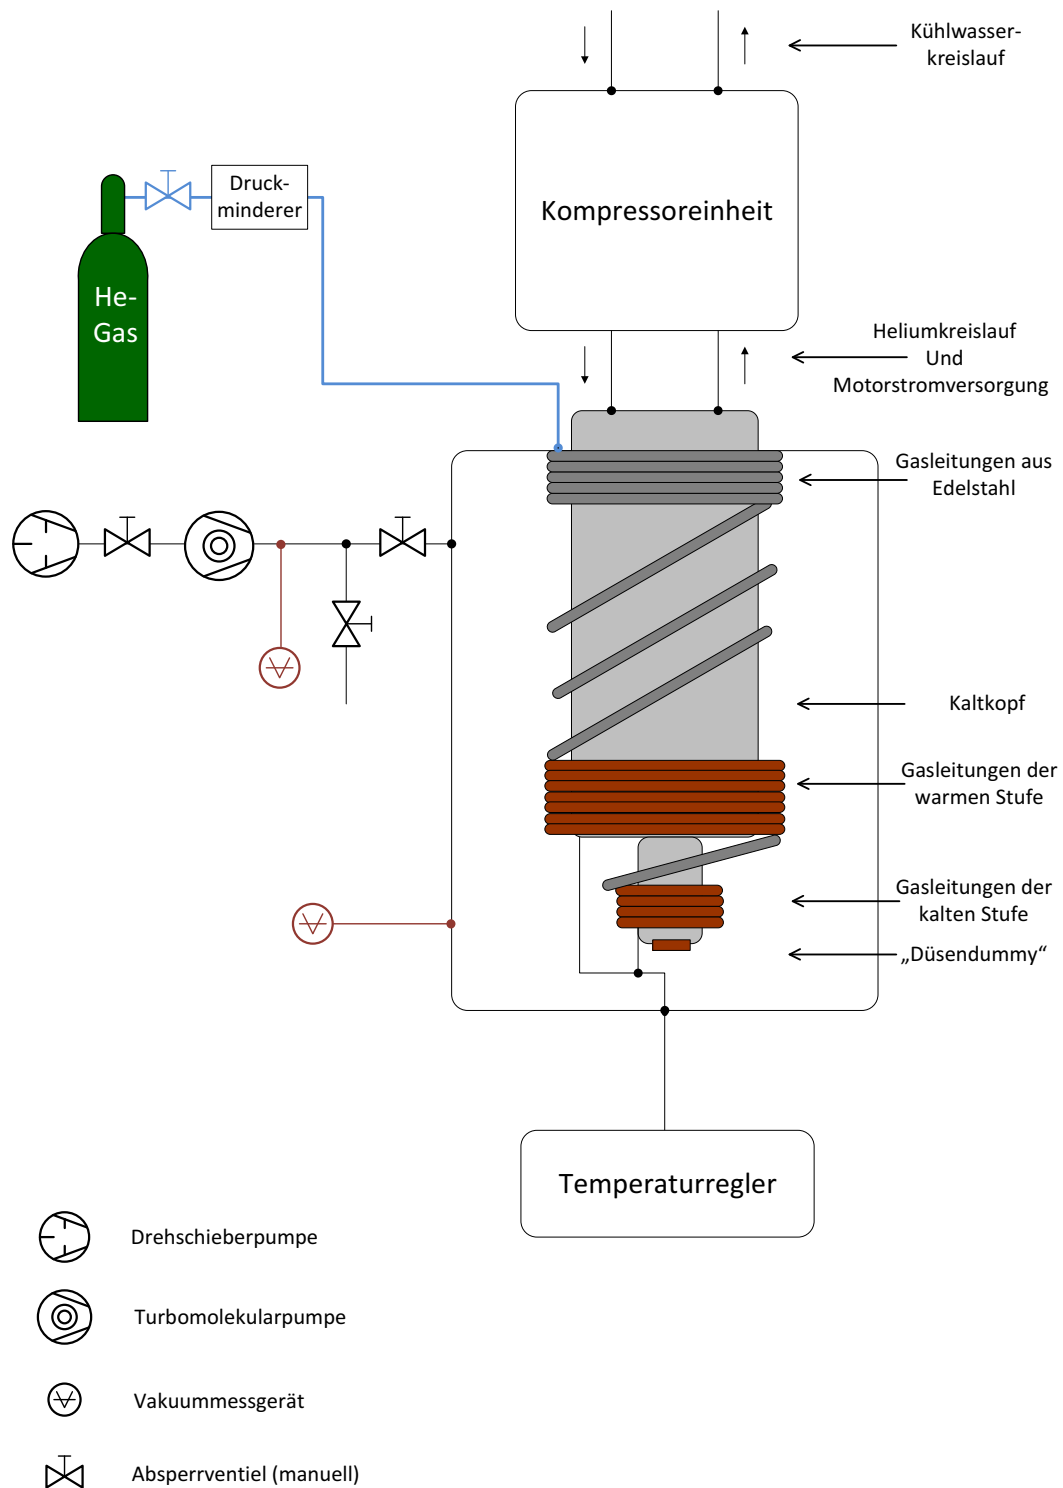 Kühlwasser-
kreislauf
Kompressoreinheit
Druck-
minderer
He-
Gas
Heliumkreislauf
Und
Motorstromversorgung
Gasleitungen aus
Edelstahl
Kaltkopf
Gasleitungen der
warmen Stufe
Gasleitungen der
kalten Stufe
„Düsendummy“
Temperaturregler
Drehschieberpumpe
Turbomolekularpumpe
Vakuummessgerät
Absperrventiel (manuell)